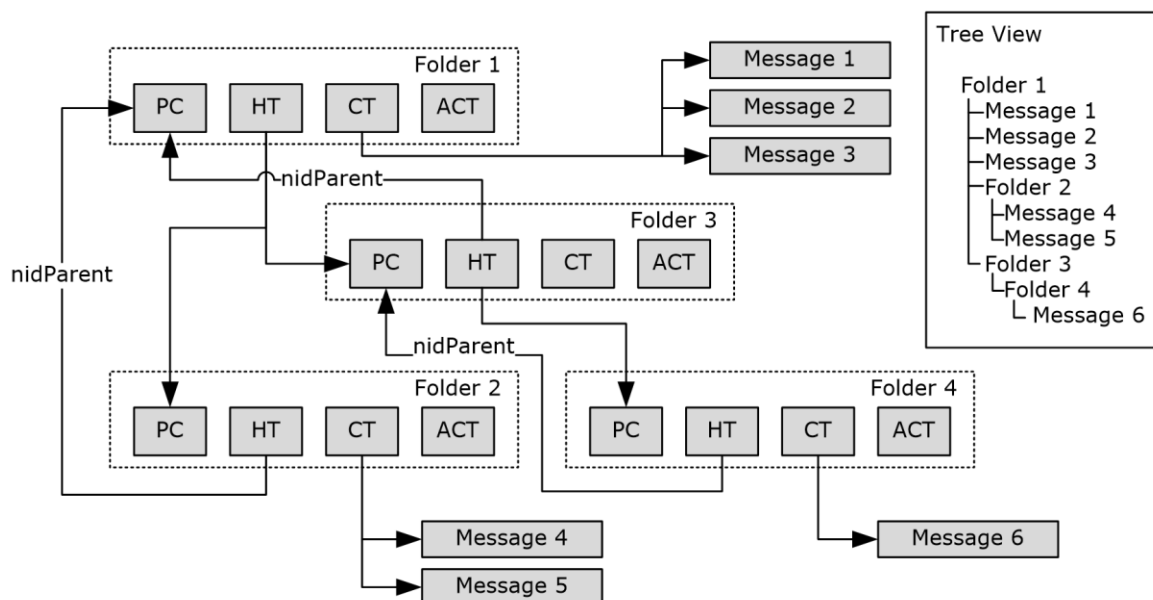 Folder 1
PC
HT
CT
ACT
Message 1
Message 2
Message 3
nidParent
Folder 3
PC
HT
CT
ACT
nidParent
nidParent
Folder 2
PC
HT
CT
ACT
Message 4
Message 5
Folder 4
PC
HT
CT
ACT
Message 6
Tree View
Folder 1
Message 1
Message 2
Message 3
Folder 2
Message 4
Message 5
Folder 3
Folder 4
Message 6